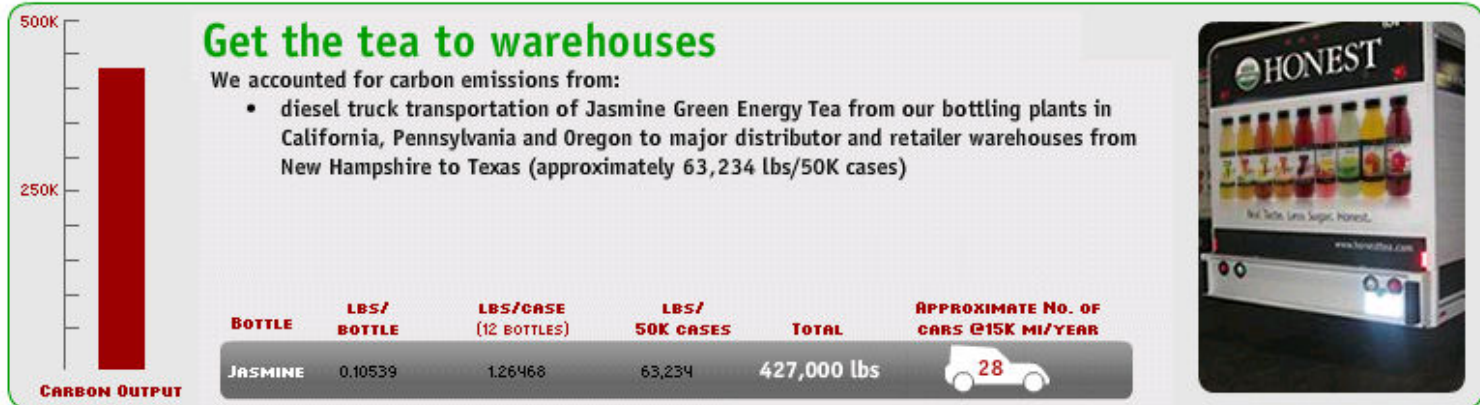 500K
250K
CARBON OUTPUT
Get the tea to warehouses
We accounted for carbon emissions from:
• diesel truck transportation of Jasmine Green Energy Tea from our bottling plants in
California, Pennsylvania and Oregon to major distributor and retailer warehouses from
New Hampshire to Texas (approximately 63,234 lbs/50K cases)
BOTTLE LBS/ BOTTLE LBS/CASE (12 BOTTLES) LBS/ 50K CASES TOTAL APPROXIMATE NO. OF CARS @15K MI/YEAR
JASMINE 0.10539 1.26468 63,234 427,000 lbs 28
HONEST
Real. Taste. Less Sugar. Honest.
www.honesttea.com